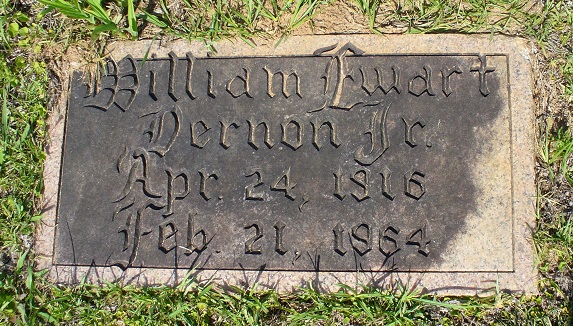 William Ewart
Vernon Jr.
Apr. 24, 1916
Feb. 21, 1964